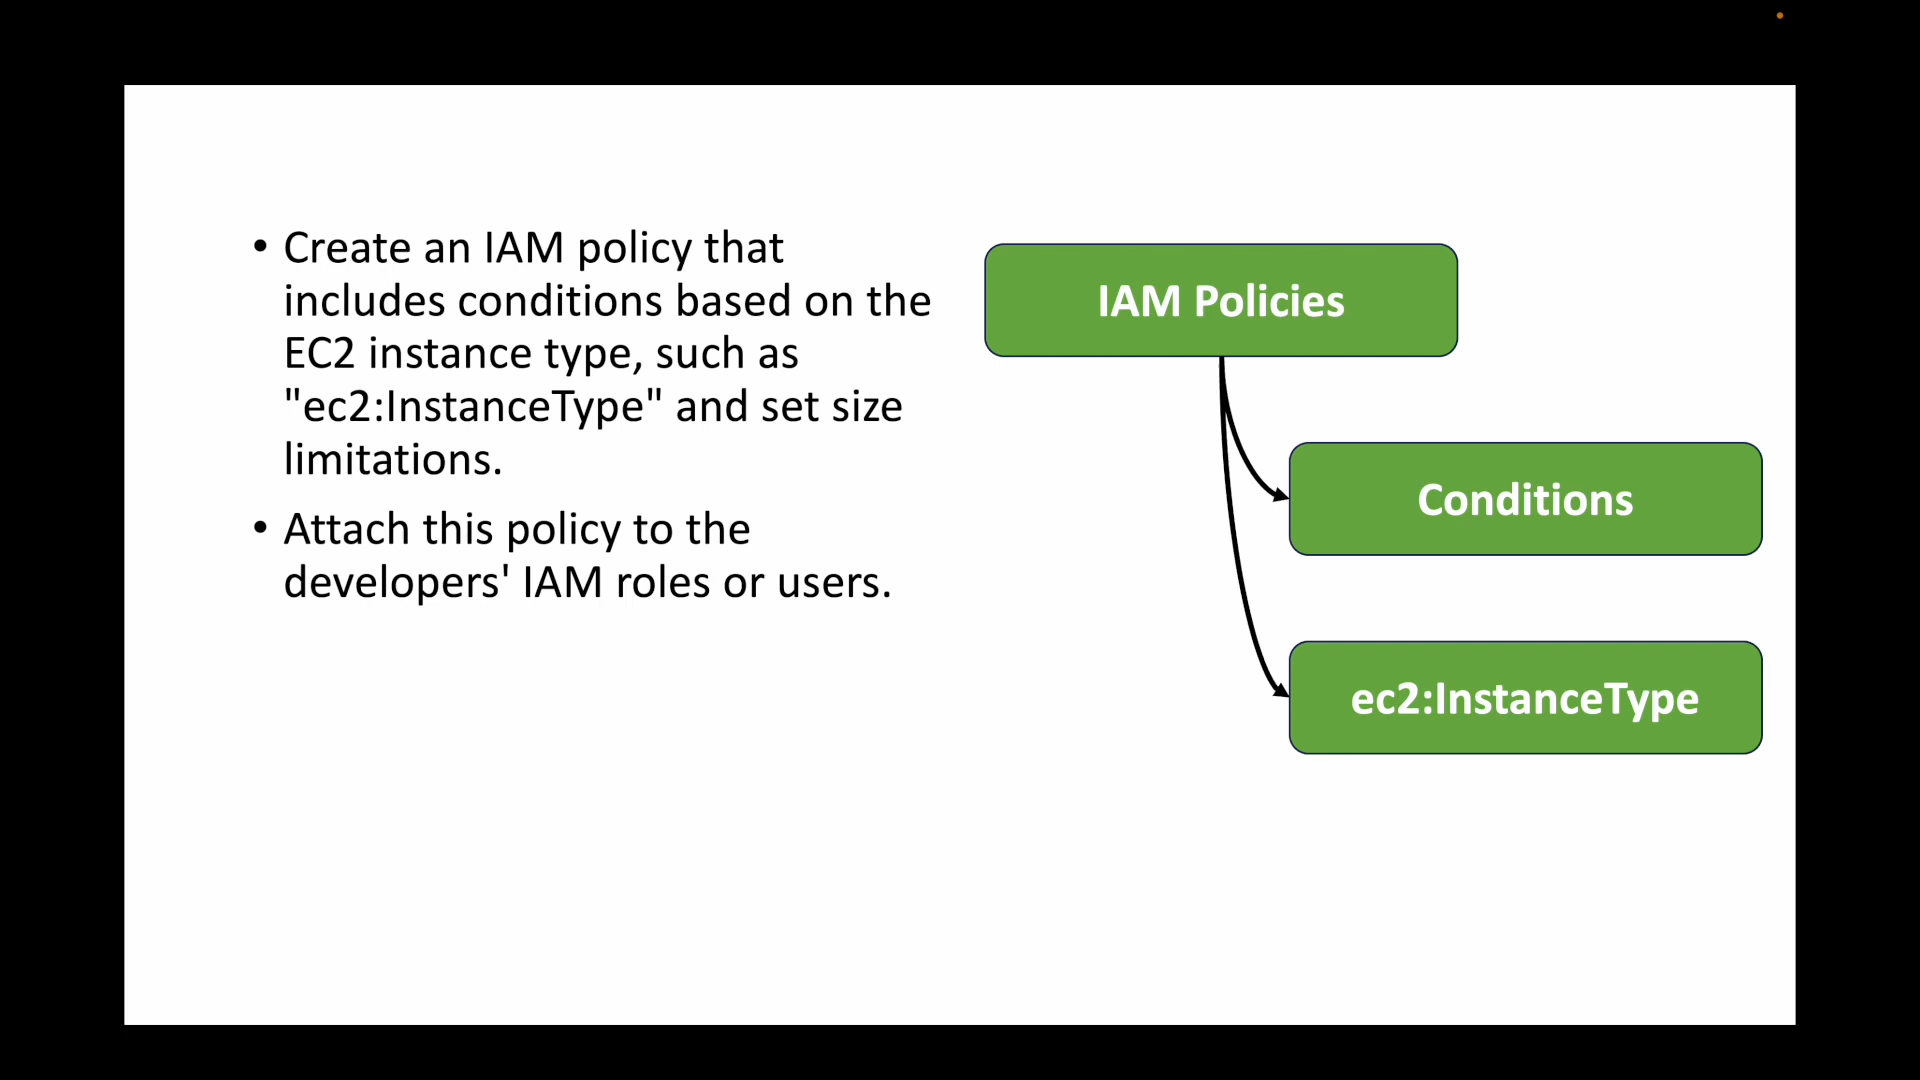 • Create an IAM policy that
includes conditions based on the
EC2 instance type, such as
"ec2:InstanceType" and set size
limitations.
• Attach this policy to the
developers' IAM roles or users.
IAM Policies
Conditions
ec2:InstanceType